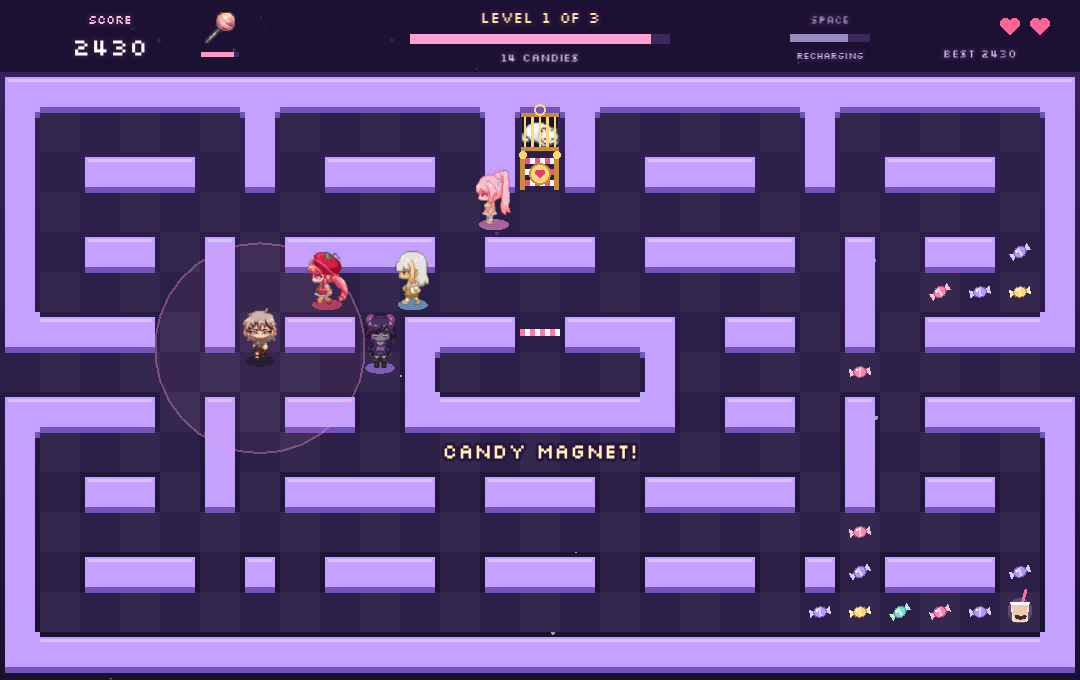 SCORE
2430
LEVEL 1 OF 3
14 CANDIES
SPACE
RECHARGING
BEST 2430
CANDY MAGNET!